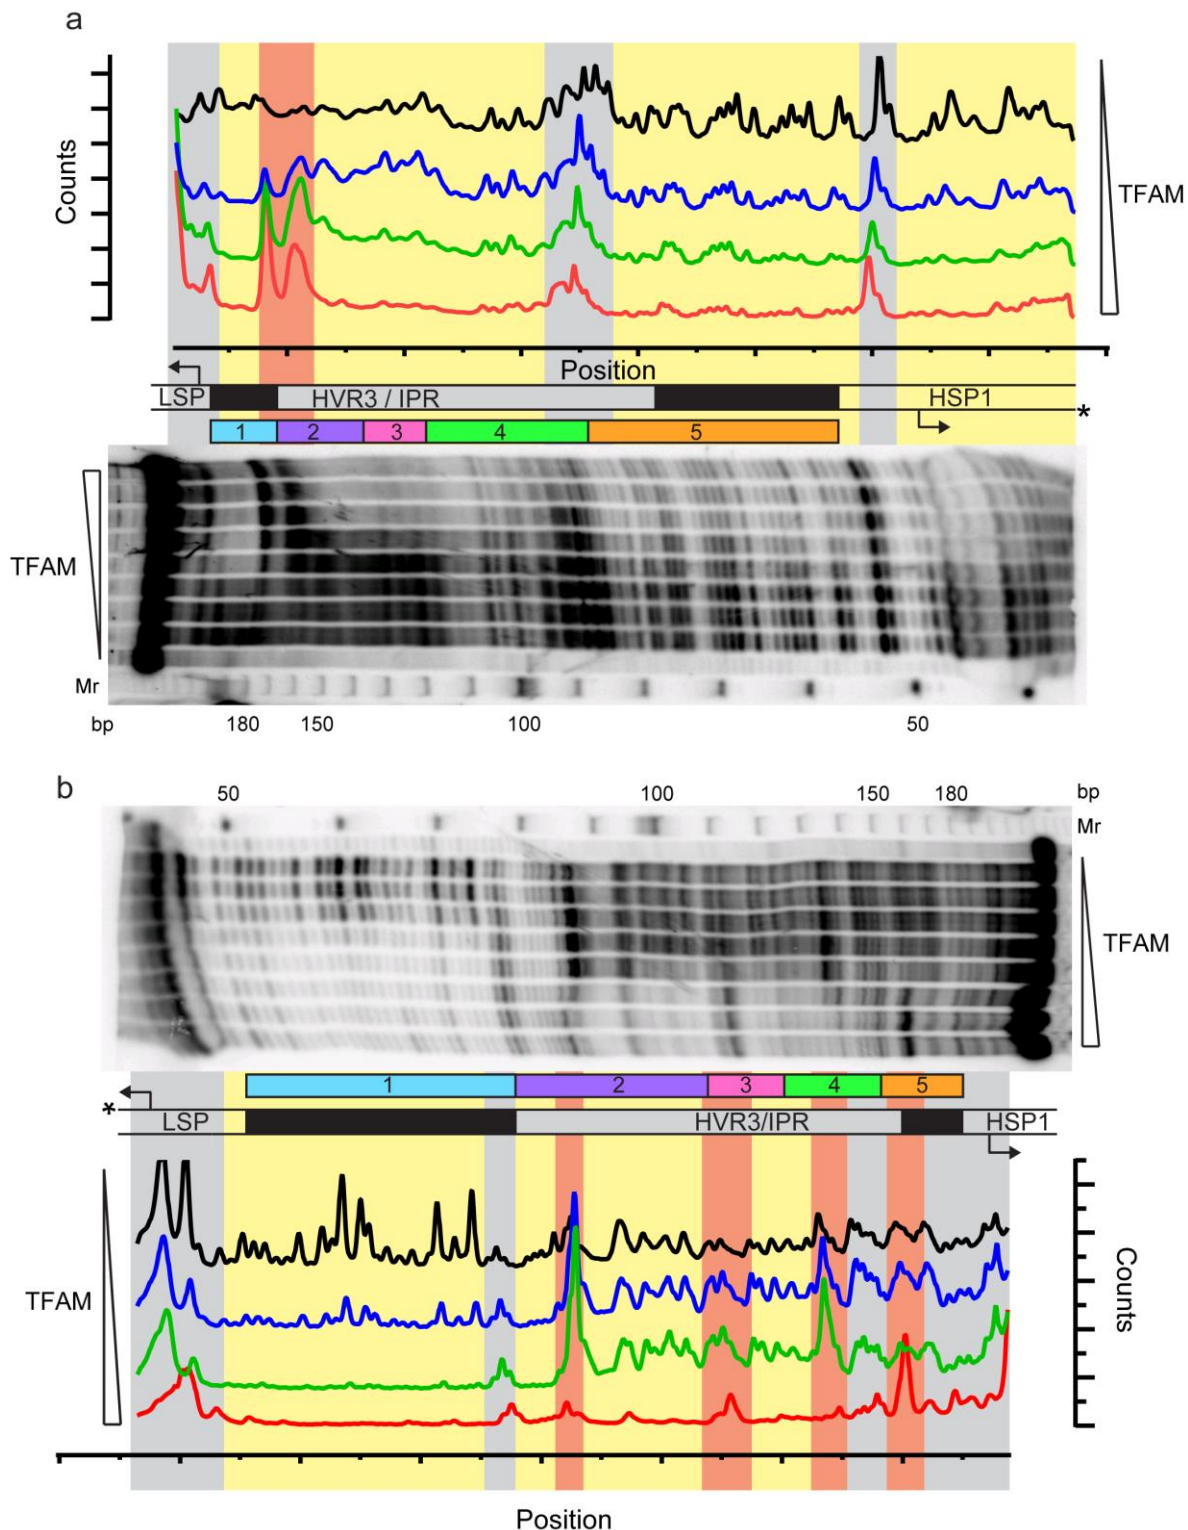 a
Counts
TFAM
Position
LSP
HVR3 / IPR
HSP1
*
1 2 3 4 5
TFAM
Mr
bp 180 150 100 50
b
50 100 150 180 bp
Mr
TFAM
1 2 3 4 5
*
LSP HVR3/IPR HSP1
TFAM
Counts
Position